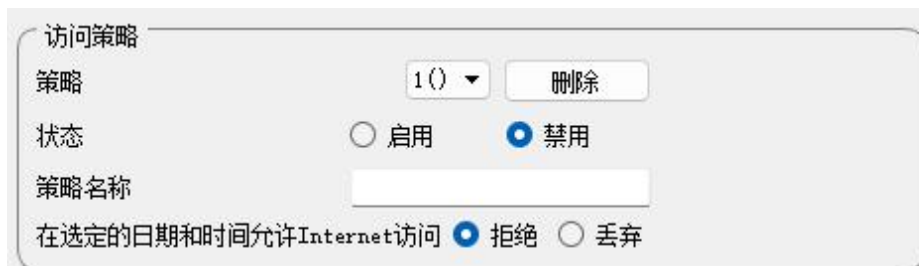 访问策略
策略 1() 删除
状态 启用 禁用
策略名称
在选定的日期和时间允许Internet访问 拒绝 丢弃